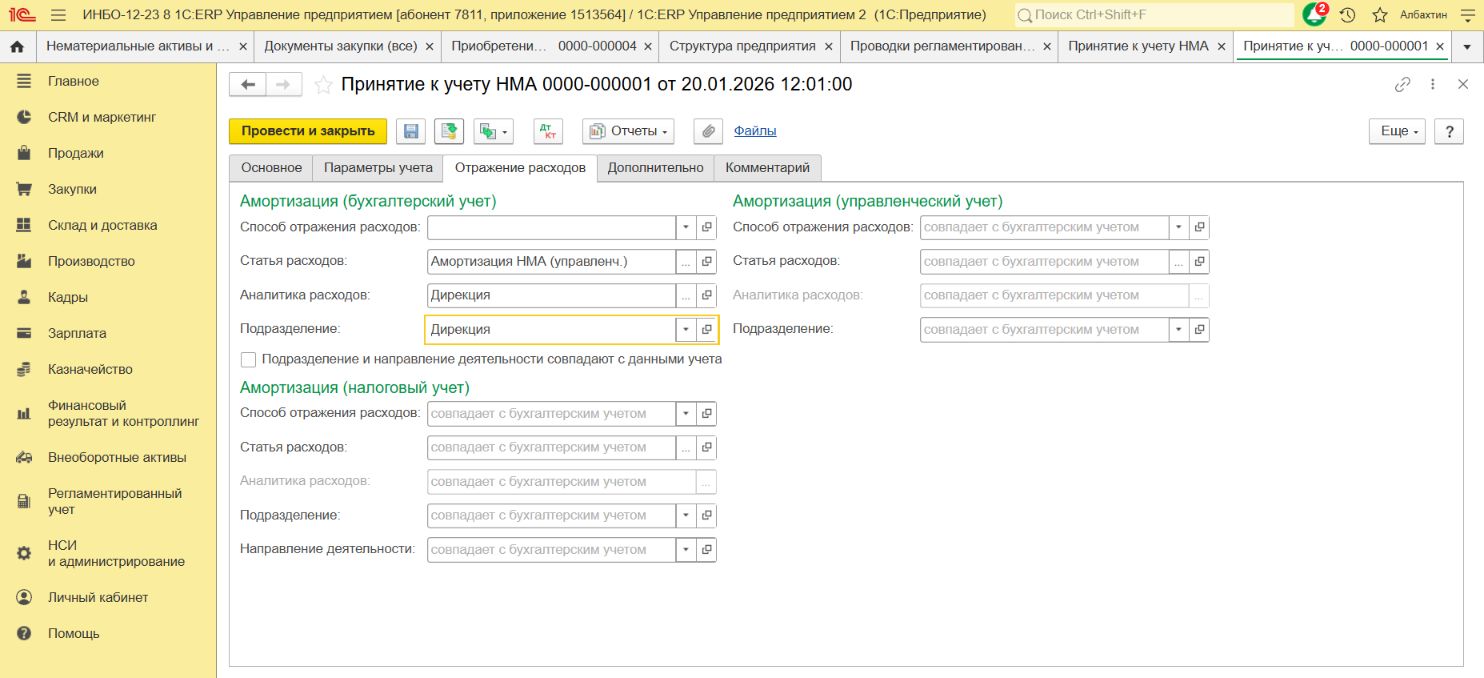 1С ИНБО-12-23 8 1С:ERP Управление предприятием [абонент 7811, приложение 1513564] / 1С:ERP Управление предприятием 2 (1С:Предприятие) Поиск Ctrl+Shift+F 2 Албахтин
Нематериальные активы и ... × Документы закупки (все) × Приобретени... 0000-000004 × Структура предприятия × Проводки регламентирован... × Принятие к учету НМА × Принятие к уч... 0000-000001 ×
Главное
CRM и маркетинг
Продажи
Закупки
Склад и доставка
Производство
Кадры
Зарплата
Казначейство
Финансовый
результат и контроллинг
Внеоборотные активы
Регламентированный
учет
НСИ
и администрирование
Личный кабинет
Помощь
Принятие к учету НМА 0000-000001 от 20.01.2026 12:01:00
Провести и закрыть Дт Кт Отчеты Файлы Еще ?
Основное Параметры учета Отражение расходов Дополнительно Комментарий
Амортизация (бухгалтерский учет)
Способ отражения расходов:
Статья расходов: Амортизация НМА (управленч.) ...
Аналитика расходов: Дирекция ...
Подразделение: Дирекция
Подразделение и направление деятельности совпадают с данными учета
Амортизация (налоговый учет)
Способ отражения расходов: совпадает с бухгалтерским учетом
Статья расходов: совпадает с бухгалтерским учетом ...
Аналитика расходов: совпадает с бухгалтерским учетом ...
Подразделение: совпадает с бухгалтерским учетом
Направление деятельности: совпадает с бухгалтерским учетом
Амортизация (управленческий учет)
Способ отражения расходов: совпадает с бухгалтерским учетом
Статья расходов: совпадает с бухгалтерским учетом ...
Аналитика расходов: совпадает с бухгалтерским учетом ...
Подразделение: совпадает с бухгалтерским учетом